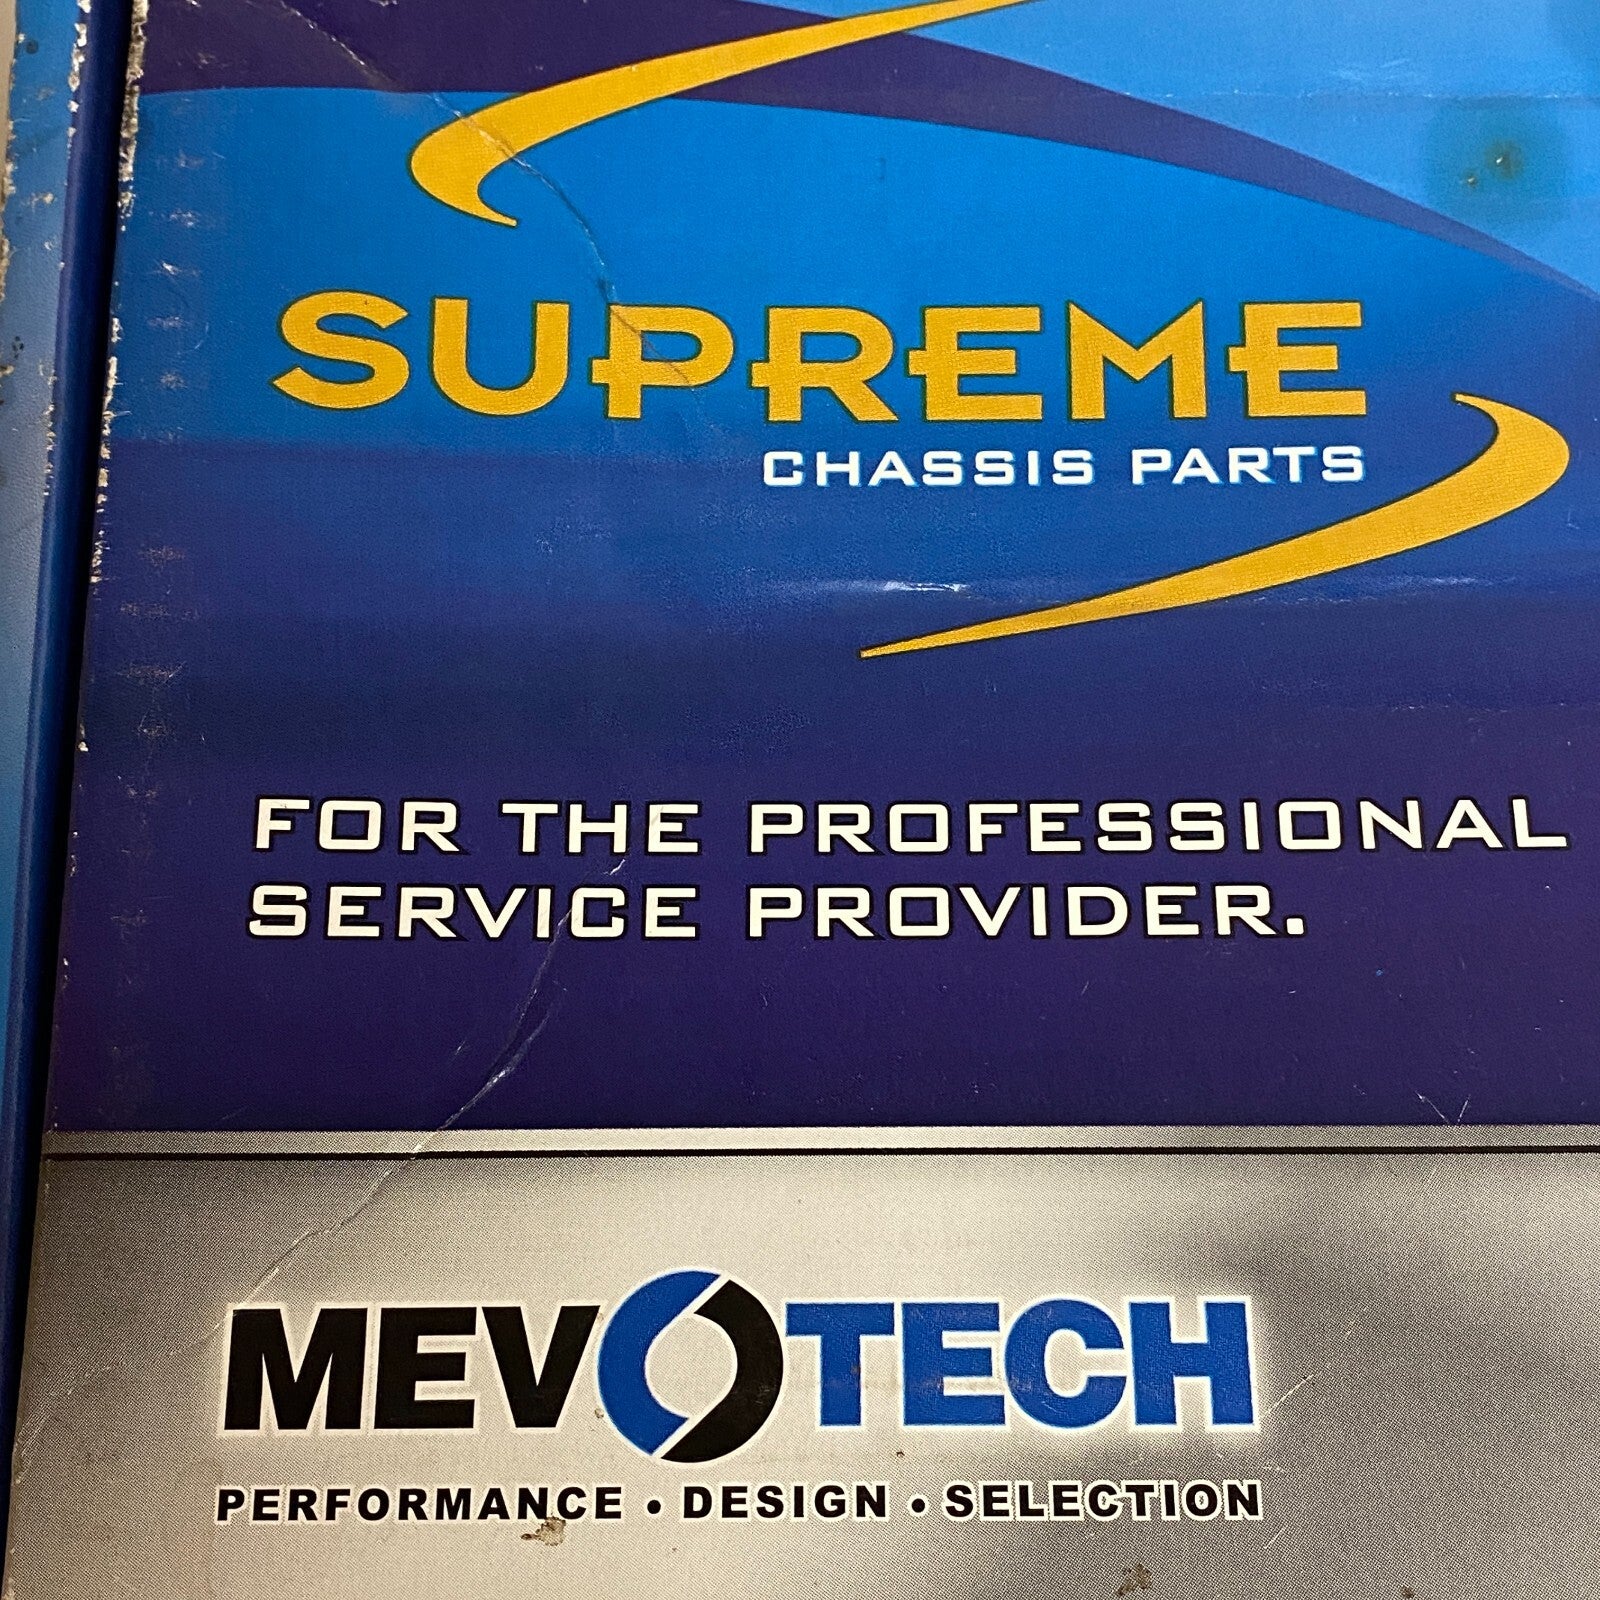 SUPREME
CHASSIS PARTS
FOR THE PROFESSIONAL
SERVICE PROVIDER.
MEVOTECH
PERFORMANCE • DESIGN • SELECTION